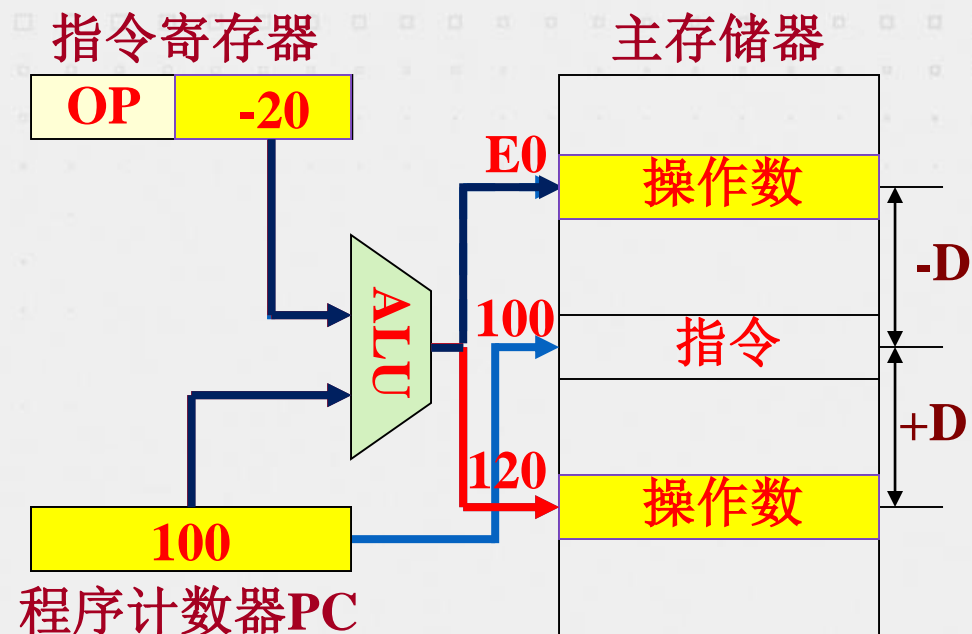 指令寄存器
主存储器
OP
-20
E0
操作数
-D
ALU
100
指令
+D
120
操作数
100
程序计数器PC